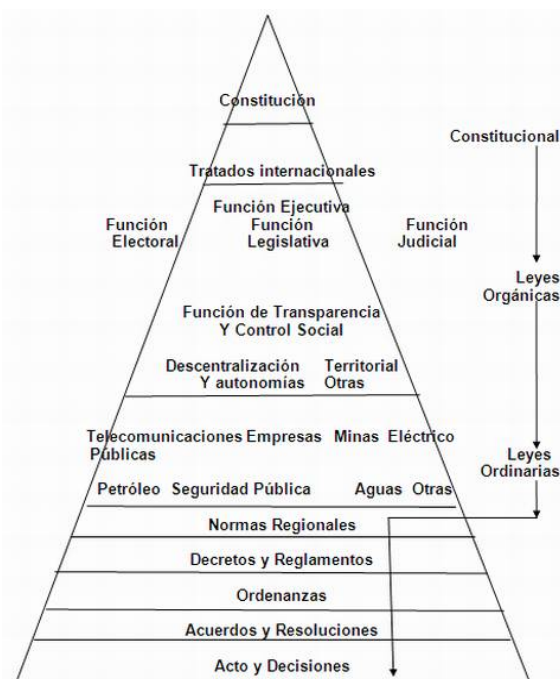 Constitución
Constitucional
Tratados internacionales
Función Ejecutiva
Función Electoral
Función Legislativa
Función Judicial
Leyes Orgánicas
Función de Transparencia
Y Control Social
Descentralización Territorial
Y autonomías Otras
Telecomunicaciones Empresas Minas Eléctrico
Públicas
Leyes Ordinarias
Petróleo Seguridad Pública Aguas Otras
Normas Regionales
Decretos y Reglamentos
Ordenanzas
Acuerdos y Resoluciones
Acto y Decisiones